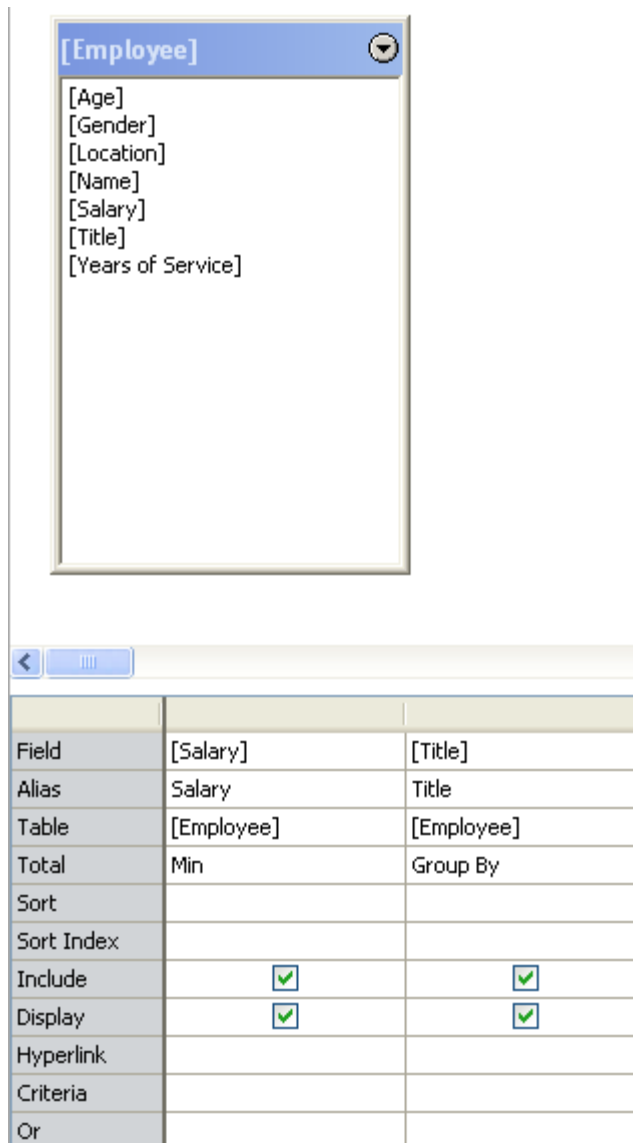 [Employee]
[Age]
[Gender]
[Location]
[Name]
[Salary]
[Title]
[Years of Service]
Field [Salary] [Title]
Alias Salary Title
Table [Employee] [Employee]
Total Min Group By
Sort
Sort Index
Include
Display
Hyperlink
Criteria
Or